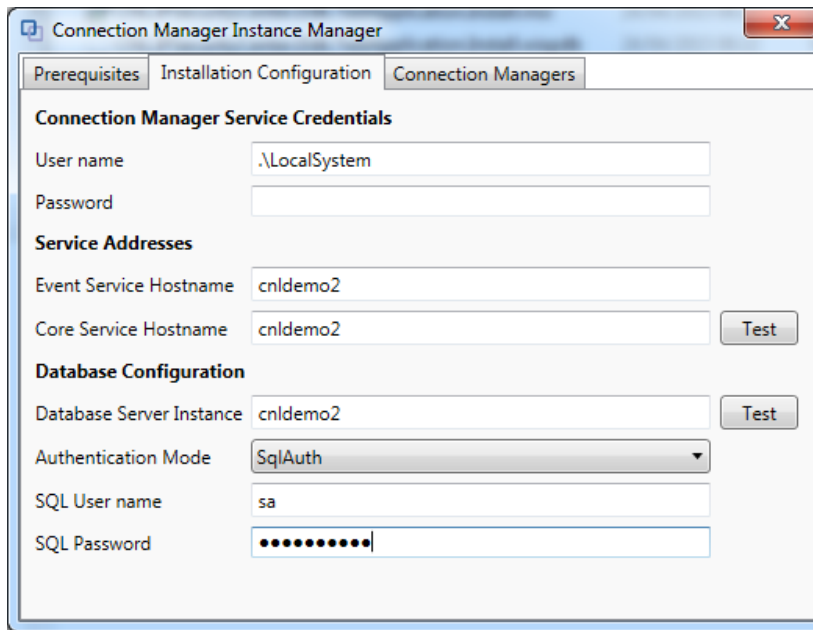 Connection Manager Instance Manager
Prerequisites Installation Configuration Connection Managers
Connection Manager Service Credentials
User name .\LocalSystem
Password
Service Addresses
Event Service Hostname cnldemo2
Core Service Hostname cnldemo2 Test
Database Configuration
Database Server Instance cnldemo2 Test
Authentication Mode SqlAuth
SQL User name sa
SQL Password ●●●●●●●●●●